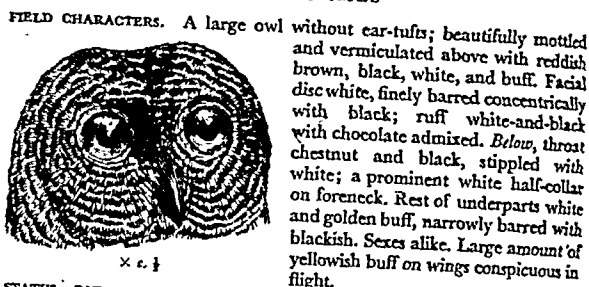 FIELD CHARACTERS. A large owl without ear-tufts; beautifully mottled
and vermiculated above with reddish
brown, black, white, and buff. Facial
disc white, finely barred concentrically
with black; ruff white-and-black
with chocolate admixed. Below, throat
chestnut and black, stippled with
white; a prominent white half-collar
on foreneck. Rest of underparts white
and golden buff, narrowly barred with
blackish. Sexes alike. Large amount of
yellowish buff on wings conspicuous in
flight.
× c. ½